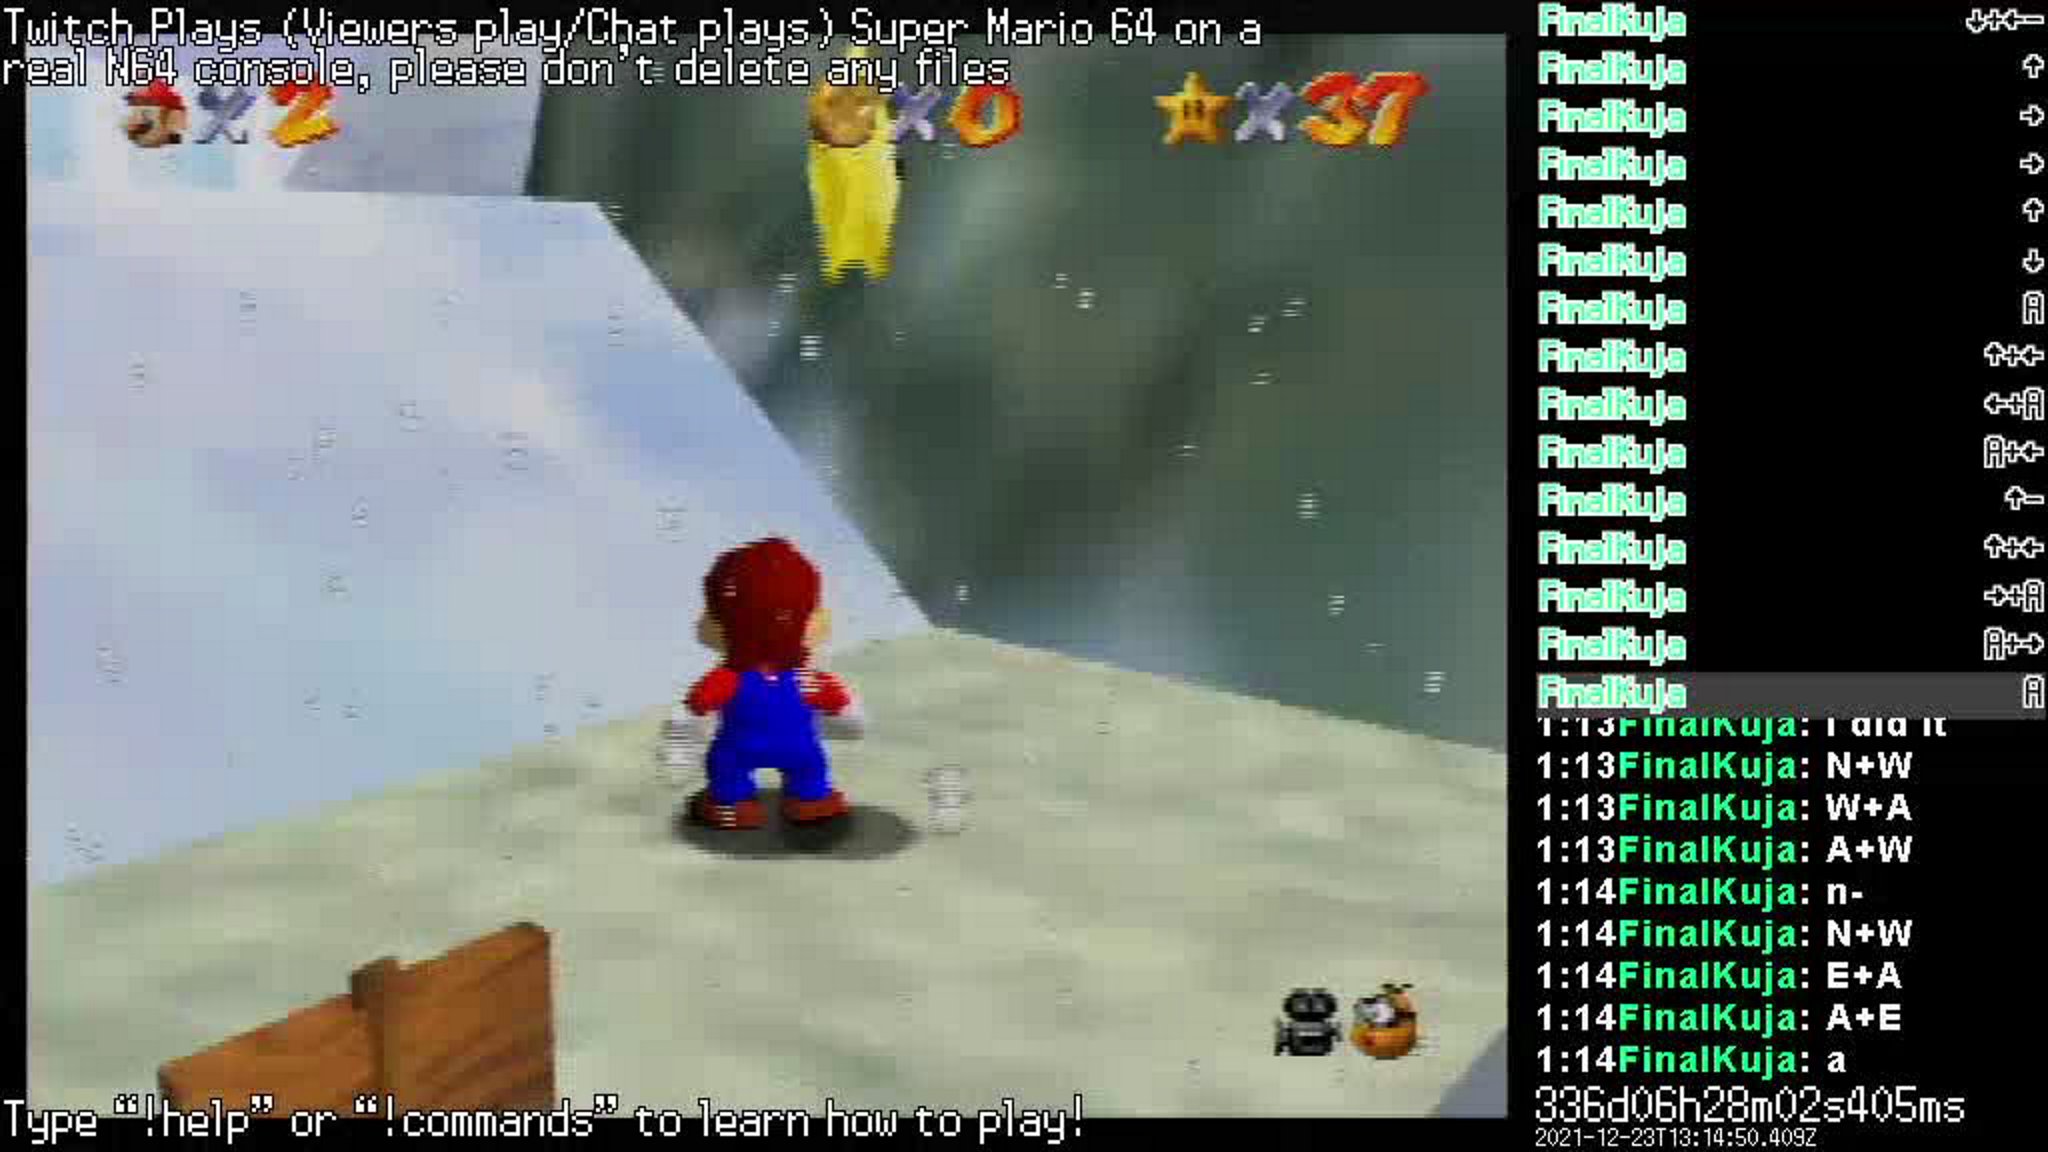 Twitch Plays (Viewers play/Chat plays) Super Mario 64 on a
real N64 console, please don't delete any files
x 2
x 0
x 37
FinalKuja ↓+←
FinalKuja ↑
FinalKuja →
FinalKuja →
FinalKuja ↑
FinalKuja ↓
FinalKuja A
FinalKuja ↑+←
FinalKuja ←+A
FinalKuja A+←
FinalKuja ↑-
FinalKuja ↑+←
FinalKuja →+A
FinalKuja A+→
FinalKuja A
1:13FinalKuja: I did it
1:13FinalKuja: N+W
1:13FinalKuja: W+A
1:13FinalKuja: A+W
1:14FinalKuja: n-
1:14FinalKuja: N+W
1:14FinalKuja: E+A
1:14FinalKuja: A+E
1:14FinalKuja: a
336d06h28m02s405ms
2021-12-23T13:14:50.409Z
Type "!help" or "!commands" to learn how to play!